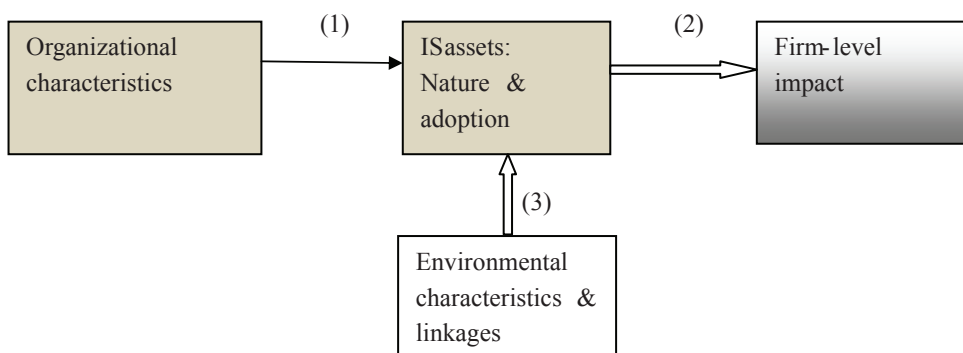 (1)
(2)
Organizational
characteristics
ISassets:
Nature &
adoption
Firm-level
impact
(3)
Environmental
characteristics &
linkages